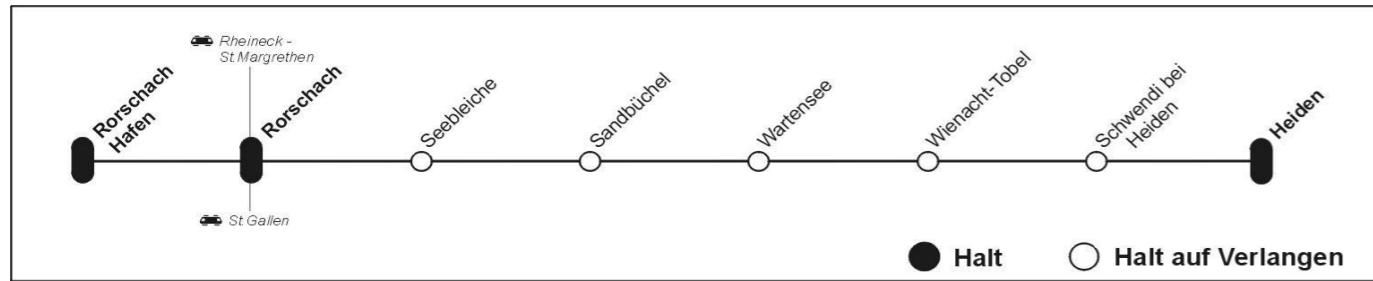 Rheineck -
St.Margrethen
Rorschach
Hafen
Rorschach
Seebleiche
Sandbüchel
Wartensee
Wienacht-Tobel
Schwendi bei
Heiden
Heiden
St.Gallen
Halt
Halt auf Verlangen